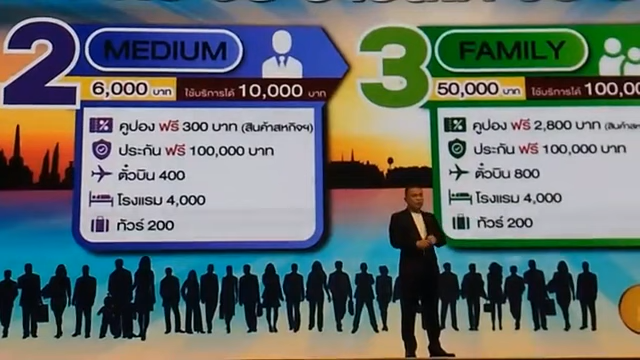 2 MEDIUM
6,000 บาท ใช้บริการได้ 10,000 บาท
คูปอง ฟรี 300 บาท (สินค้าสหกิจฯ)
ประกัน ฟรี 100,000 บาท
ตั๋วบิน 400
โรงแรม 4,000
ทัวร์ 200
3 FAMILY
50,000 บาท ใช้บริการได้ 100,00
คูปอง ฟรี 2,800 บาท
ประกัน ฟรี 100,000 บาท
ตั๋วบิน 800
โรงแรม 4,000
ทัวร์ 200